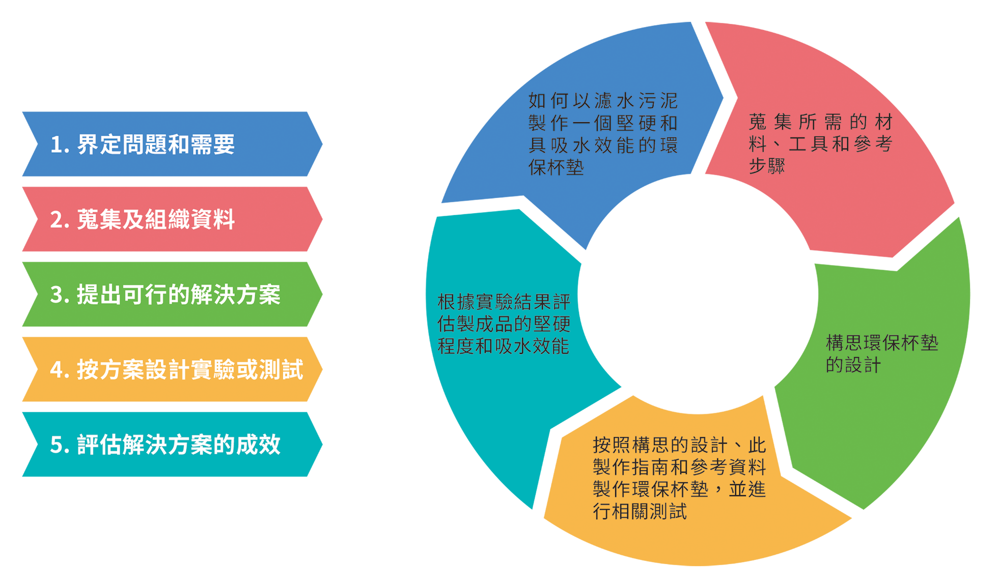 1. 界定問題和需要
2. 蒐集及組織資料
3. 提出可行的解決方案
4. 按方案設計實驗或測試
5. 評估解決方案的成效
如何以濾水污泥
製作一個堅硬和
具吸水效能的環
保杯墊
蒐集所需的材
料、工具和參考
步驟
構思環保杯墊
的設計
按照構思的設計、此
製作指南和參考資料
製作環保杯墊，並進
行相關測試
根據實驗結果評
估製成品的堅硬
程度和吸水效能